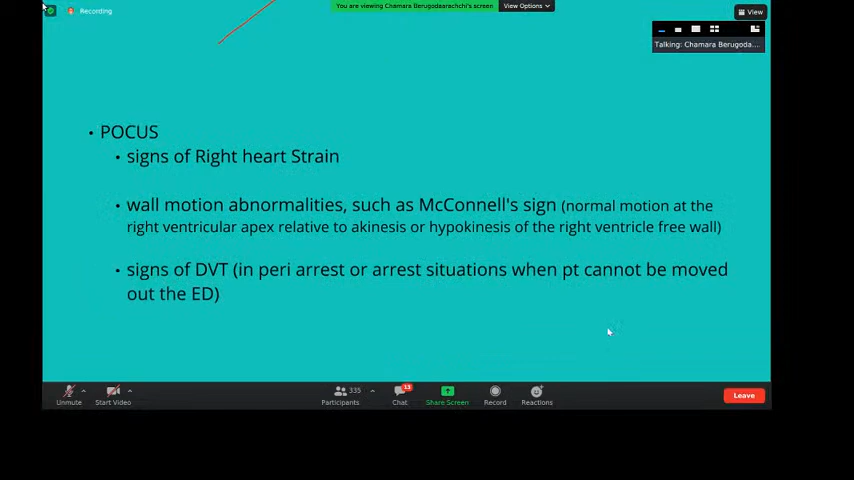 Recording
You are viewing Chamara Berugodaarachchi's screen
View Options
View
Talking: Chamara Berugoda...
• POCUS
• signs of Right heart Strain
• wall motion abnormalities, such as McConnell's sign (normal motion at the
right ventricular apex relative to akinesis or hypokinesis of the right ventricle free wall)
• signs of DVT (in peri arrest or arrest situations when pt cannot be moved
out the ED)
Unmute
Start Video
335
Participants
33
Chat
Share Screen
Record
Reactions
Leave